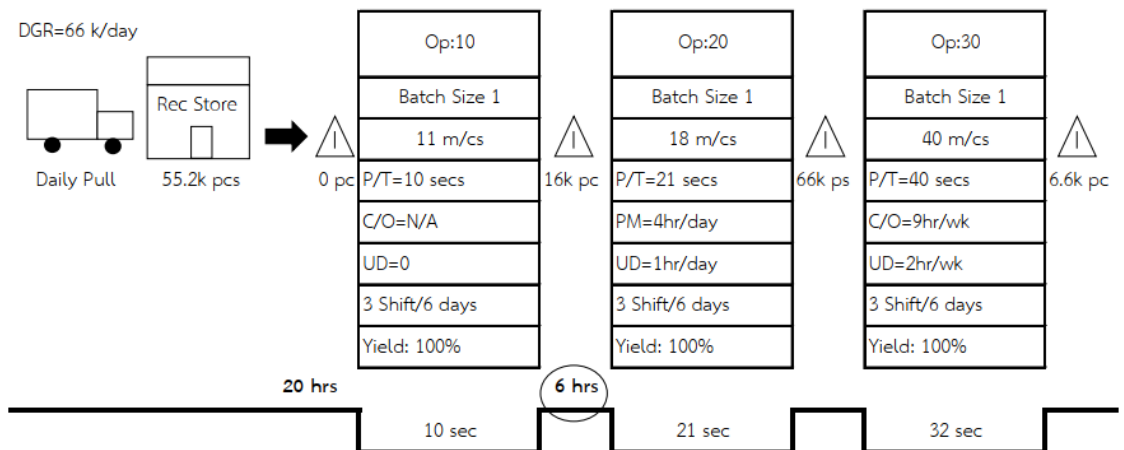 DGR=66 k/day
Rec Store
Daily Pull
55.2k pcs
I
0 pc
Op:10
Batch Size 1
11 m/cs
P/T=10 secs
C/O=N/A
UD=0
3 Shift/6 days
Yield: 100%
I
16k pc
Op:20
Batch Size 1
18 m/cs
P/T=21 secs
PM=4hr/day
UD=1hr/day
3 Shift/6 days
Yield: 100%
I
66k ps
Op:30
Batch Size 1
40 m/cs
P/T=40 secs
C/O=9hr/wk
UD=2hr/wk
3 Shift/6 days
Yield: 100%
I
6.6k pc
20 hrs
10 sec
6 hrs
21 sec
32 sec